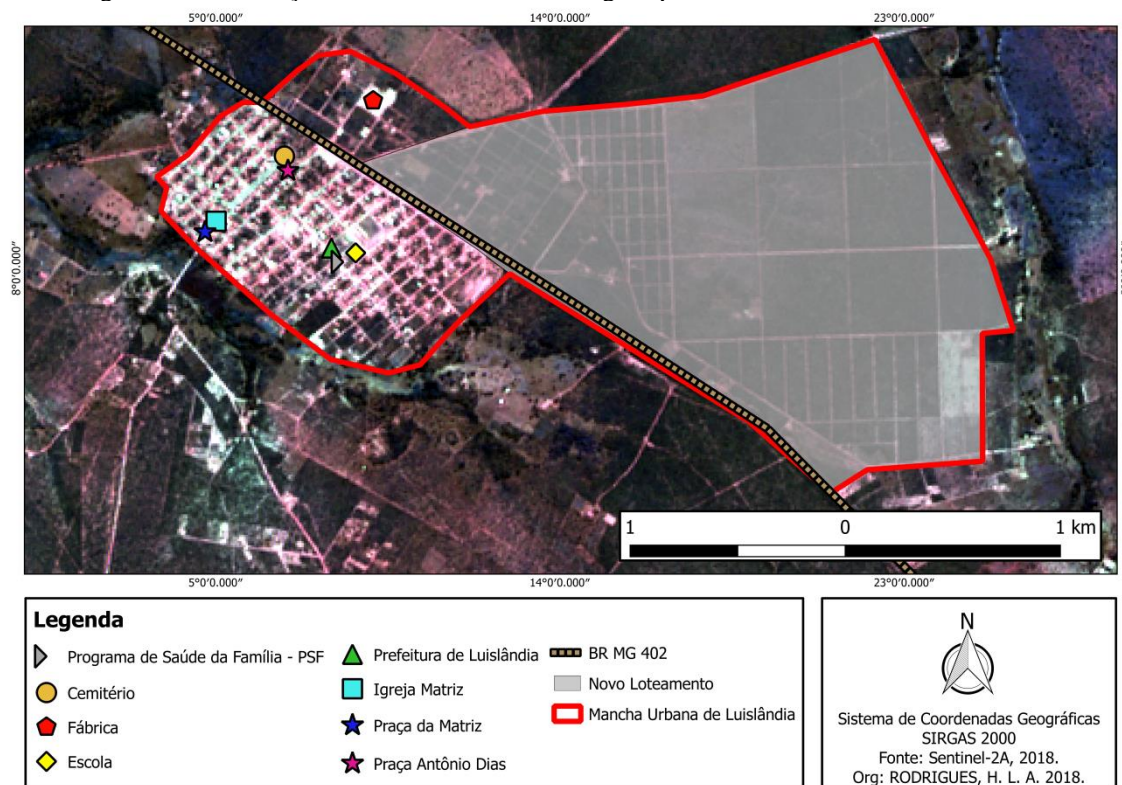 5°0'0.000" 14°0'0.000" 23°0'0.000"
8°0'0.000"
1 0 1 km
5°0'0.000" 14°0'0.000" 23°0'0.000"
Legenda
Programa de Saúde da Família - PSF
Cemitério
Fábrica
Escola
Prefeitura de Luislândia
Igreja Matriz
Praça da Matriz
Praça Antônio Dias
BR MG 402
Novo Loteamento
Mancha Urbana de Luislândia
N
Sistema de Coordenadas Geográficas
SIRGAS 2000
Fonte: Sentinel-2A, 2018.
Org: RODRIGUES, H. L. A. 2018.